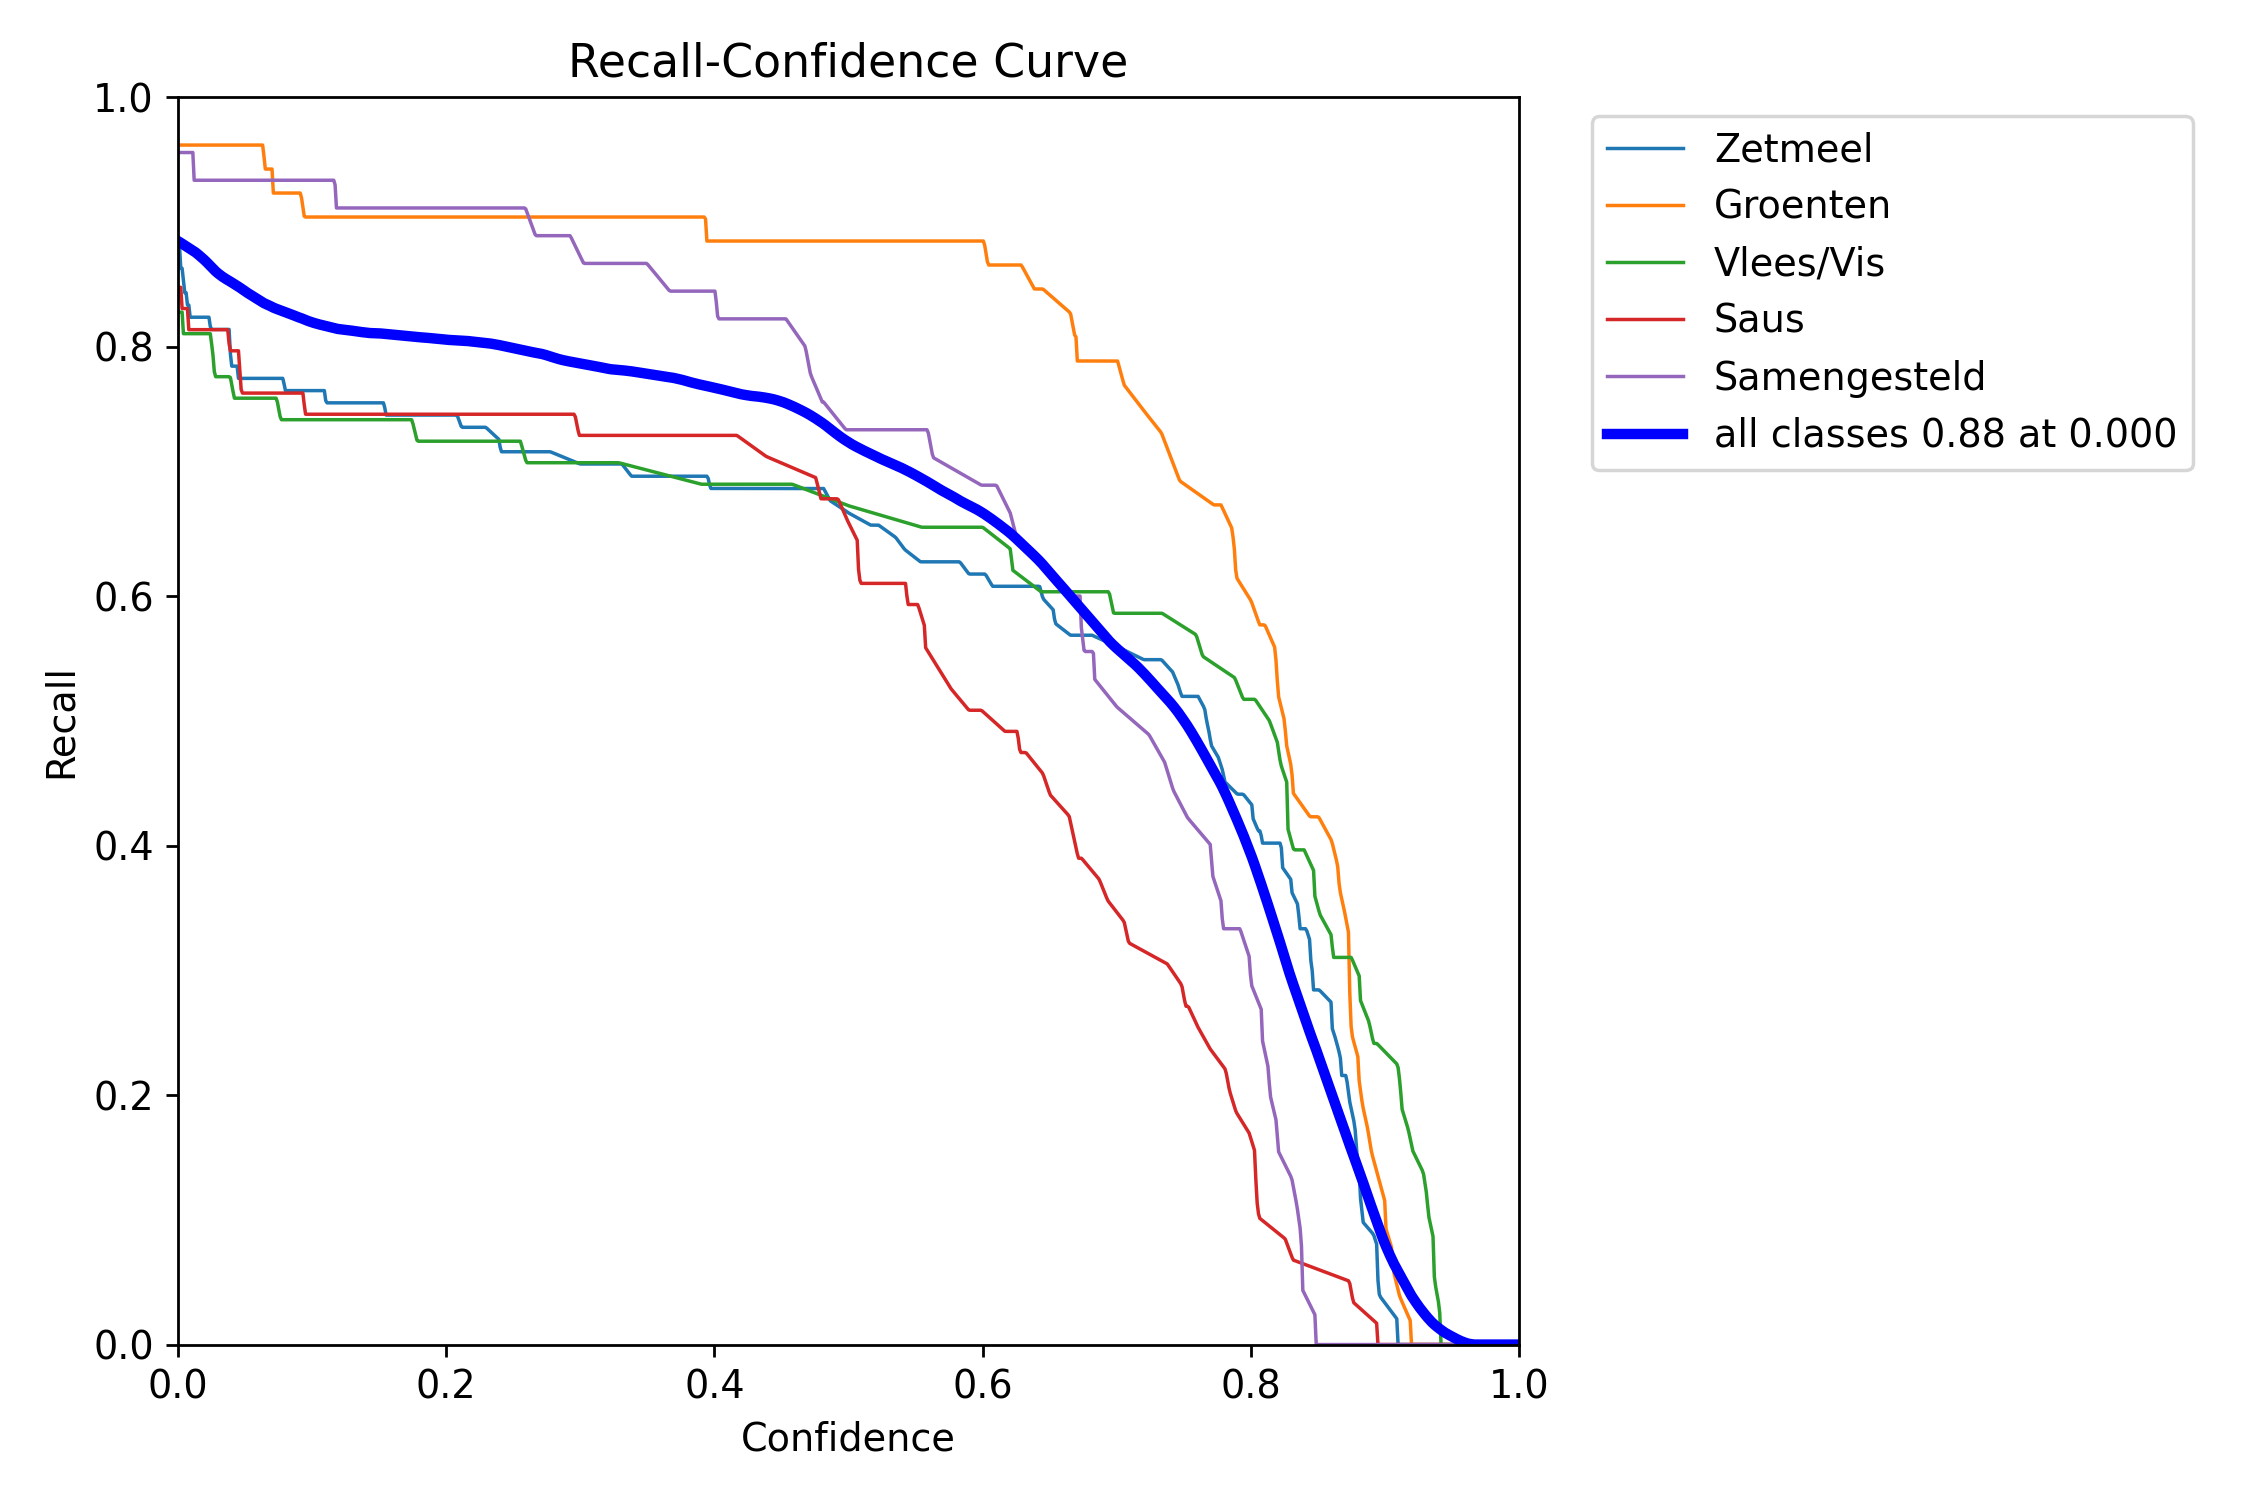 Recall-Confidence Curve
1.0
0.8
0.6
0.4
0.2
0.0
Recall
0.0 0.2 0.4 0.6 0.8 1.0
Confidence
Zetmeel
Groenten
Vlees/Vis
Saus
Samengesteld
all classes 0.88 at 0.000